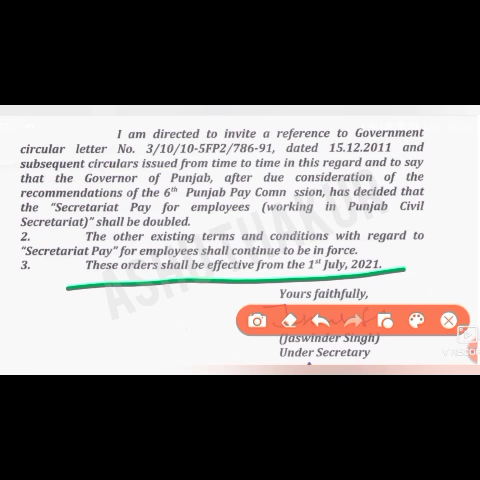 I am directed to invite a reference to Government
circular letter No. 3/10/10-5FP2/786-91, dated 15.12.2011 and
subsequent circulars issued from time to time in this regard and to say
that the Governor of Punjab, after due consideration of the
recommendations of the 6th Punjab Pay Comn ssion, has decided that
the "Secretariat Pay for employees (working in Punjab Civil
Secretariat)" shall be doubled.
2. The other existing terms and conditions with regard to
"Secretariat Pay" for employees shall continue to be in force.
3. These orders shall be effective from the 1st July, 2021.
Yours faithfully,
(Jaswinder Singh)
Under Secretary
ASHI THAKUR